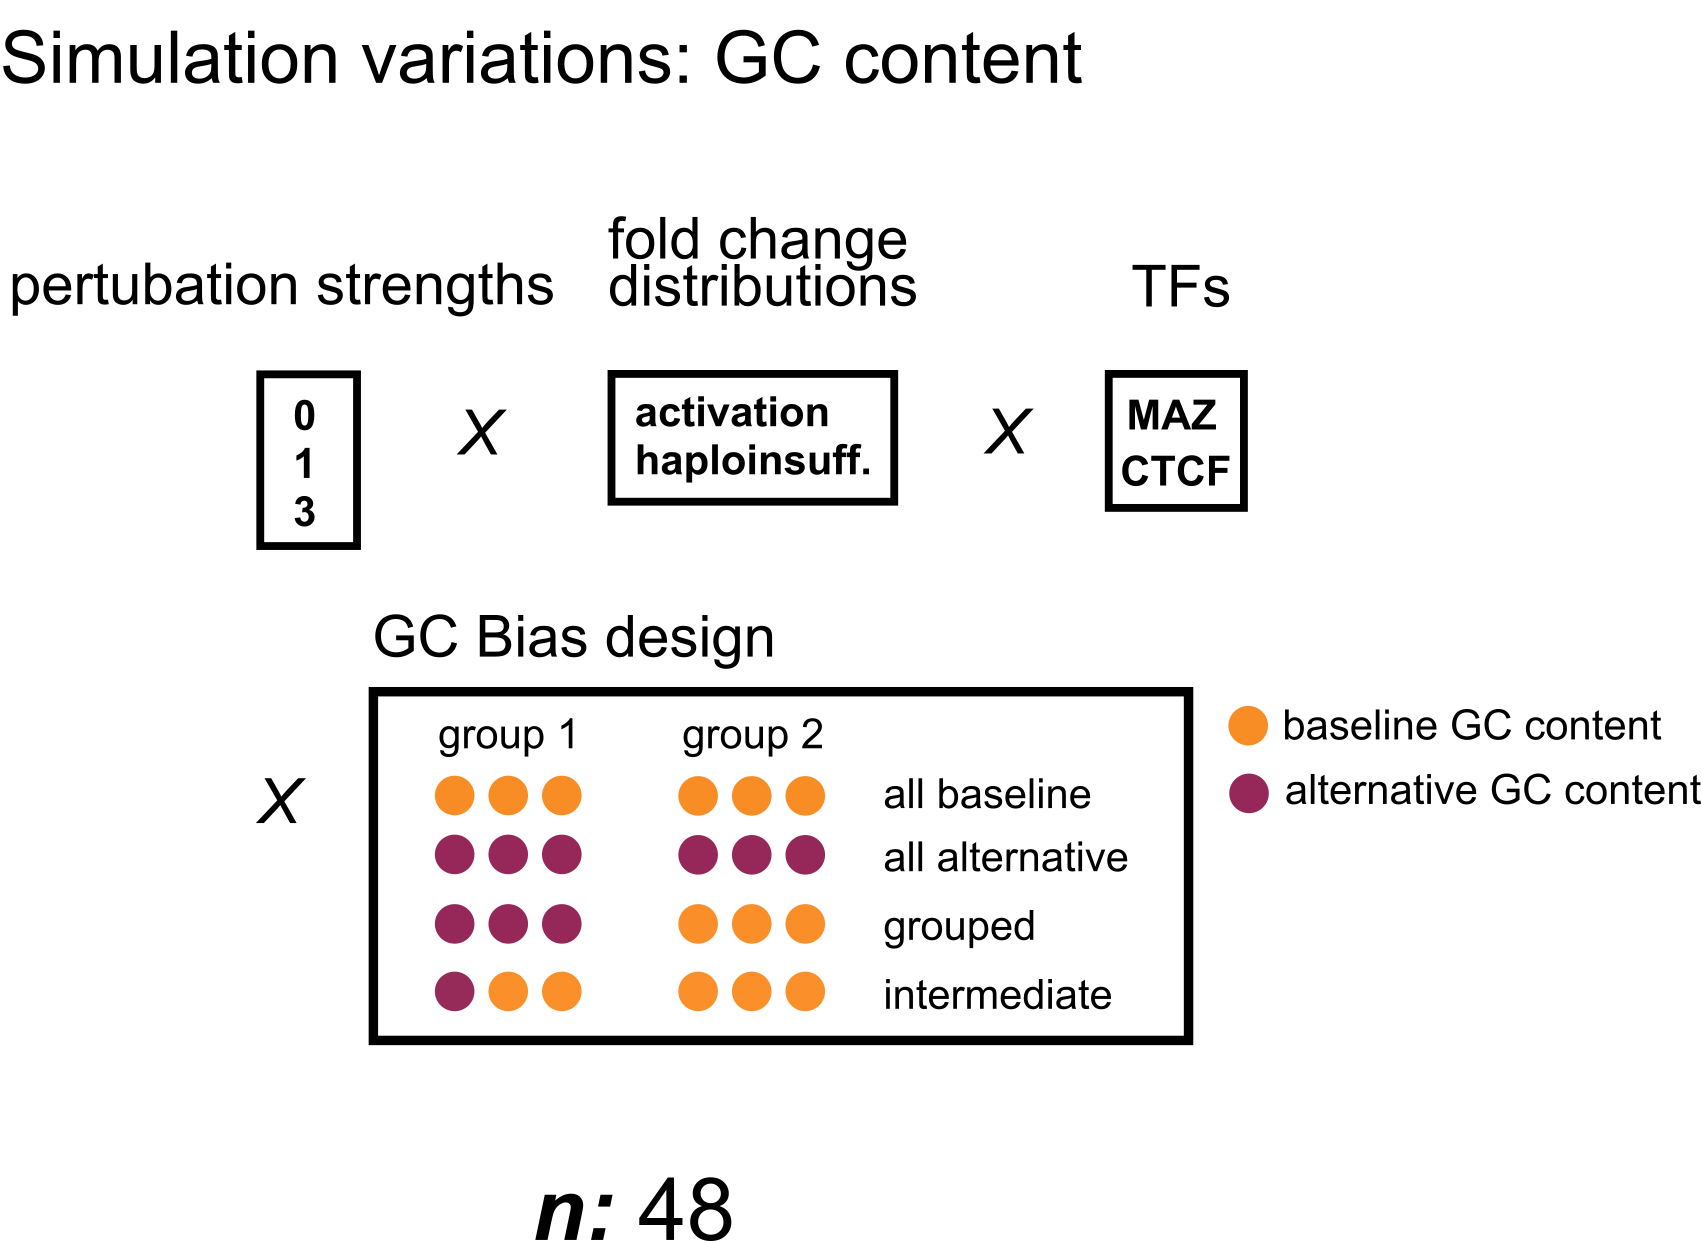 Simulation variations: GC content
pertubation strengths
fold change
distributions
TFs
0
1
3
X
activation
haploinsuff.
X
MAZ
CTCF
GC Bias design
X
group 1 group 2
all baseline
all alternative
grouped
intermediate
baseline GC content
alternative GC content
n: 48